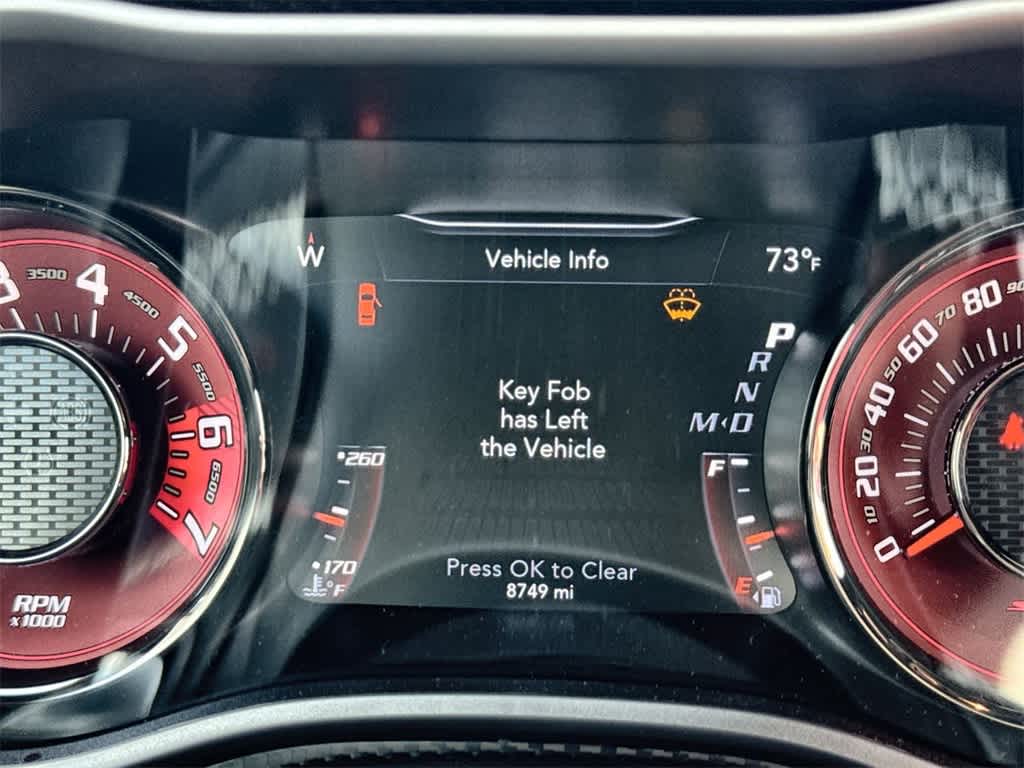 W
Vehicle Info
73°F
P
R
N
M‹D
Key Fob
has Left
the Vehicle
260
170
°F
F
E
Press OK to Clear
8749 mi
3500
4
4500
5
5500
6
6500
7
RPM
x1000
0
10
20
30
40
50
60
70
80